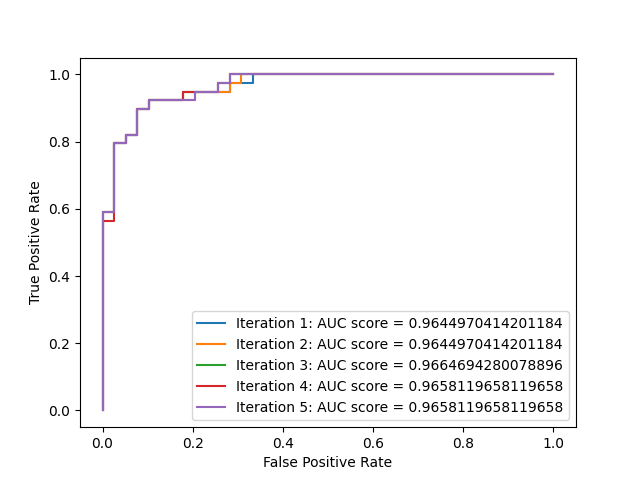 1.0
0.8
0.6
0.4
0.2
0.0
True Positive Rate
Iteration 1: AUC score = 0.9644970414201184
Iteration 2: AUC score = 0.9644970414201184
Iteration 3: AUC score = 0.9664694280078896
Iteration 4: AUC score = 0.9658119658119658
Iteration 5: AUC score = 0.9658119658119658
0.0 0.2 0.4 0.6 0.8 1.0
False Positive Rate